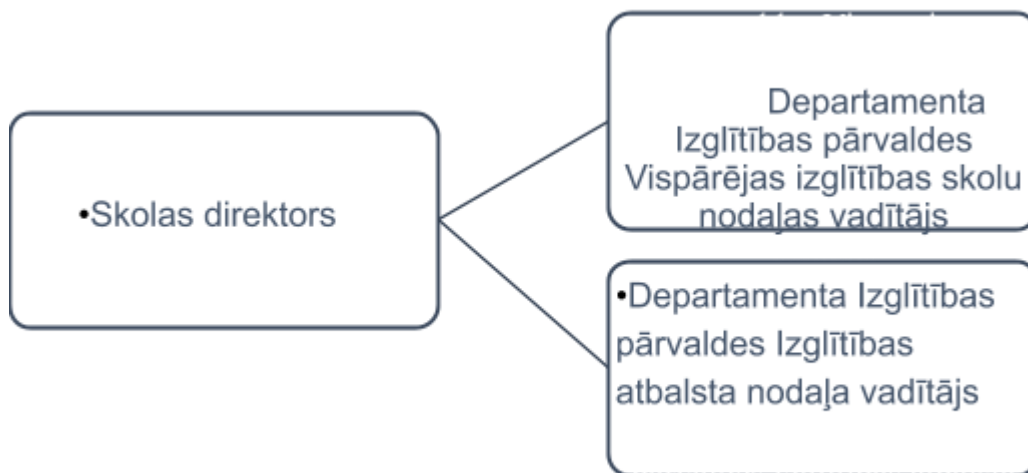 •Skolas direktors
Departamenta
Izglītības pārvaldes
Vispārējas izglītības skolu
nodaļas vadītājs
•Departamenta Izglītības
pārvaldes Izglītības
atbalsta nodaļa vadītājs